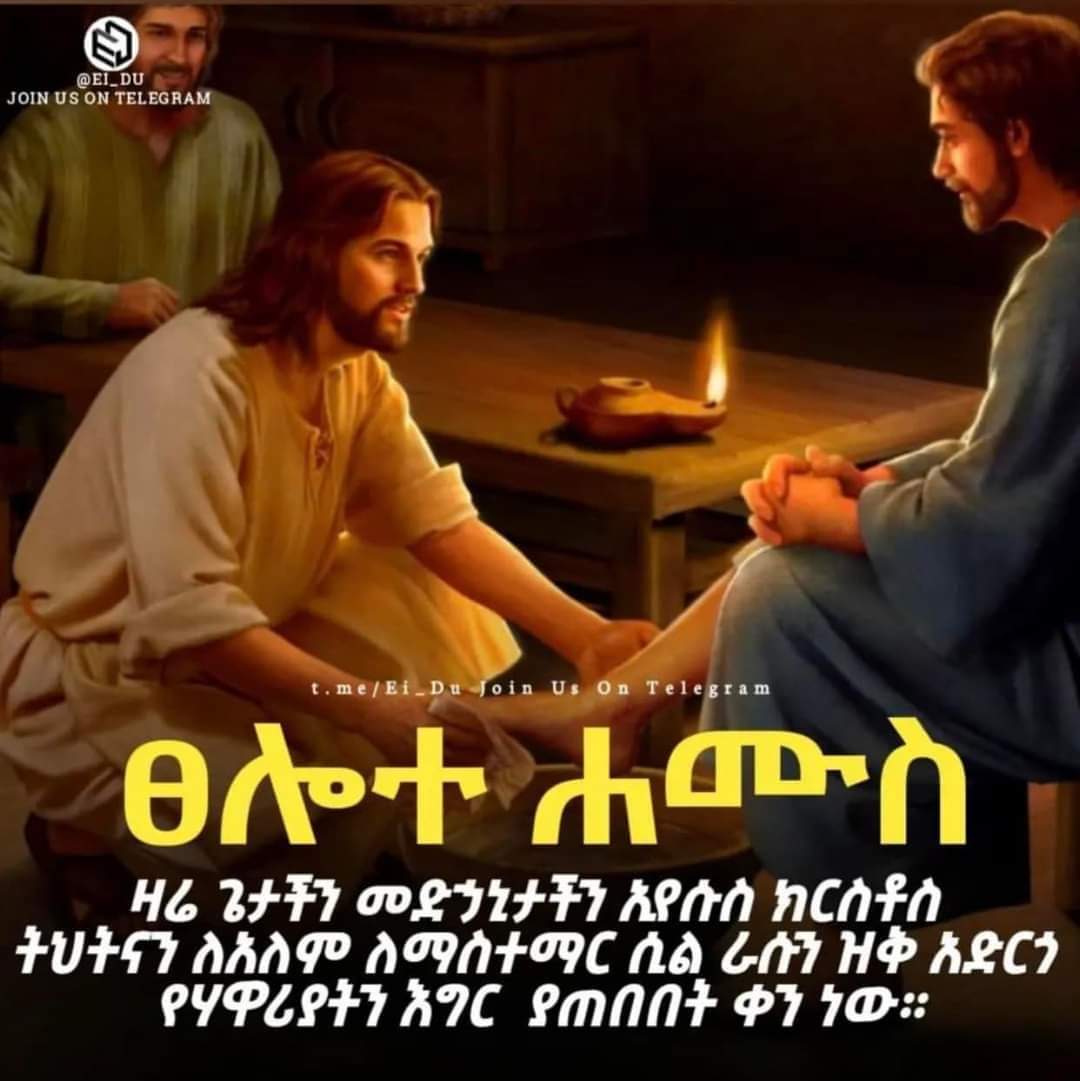 @EI_DU
JOIN US ON TELEGRAM
t.me/Ei_Du Join Us On Telegram
ፀሎተ ሐሙስ
ዛሬ ጌታችን መድኃኒታችን ኢየሱስ ክርስቶስ
ትህትናን ለአለም ለማስተማር ሲል ራሱን ዝቅ አድርጎ
የሃዋሪያትን እግር ያጠበበት ቀን ነው።